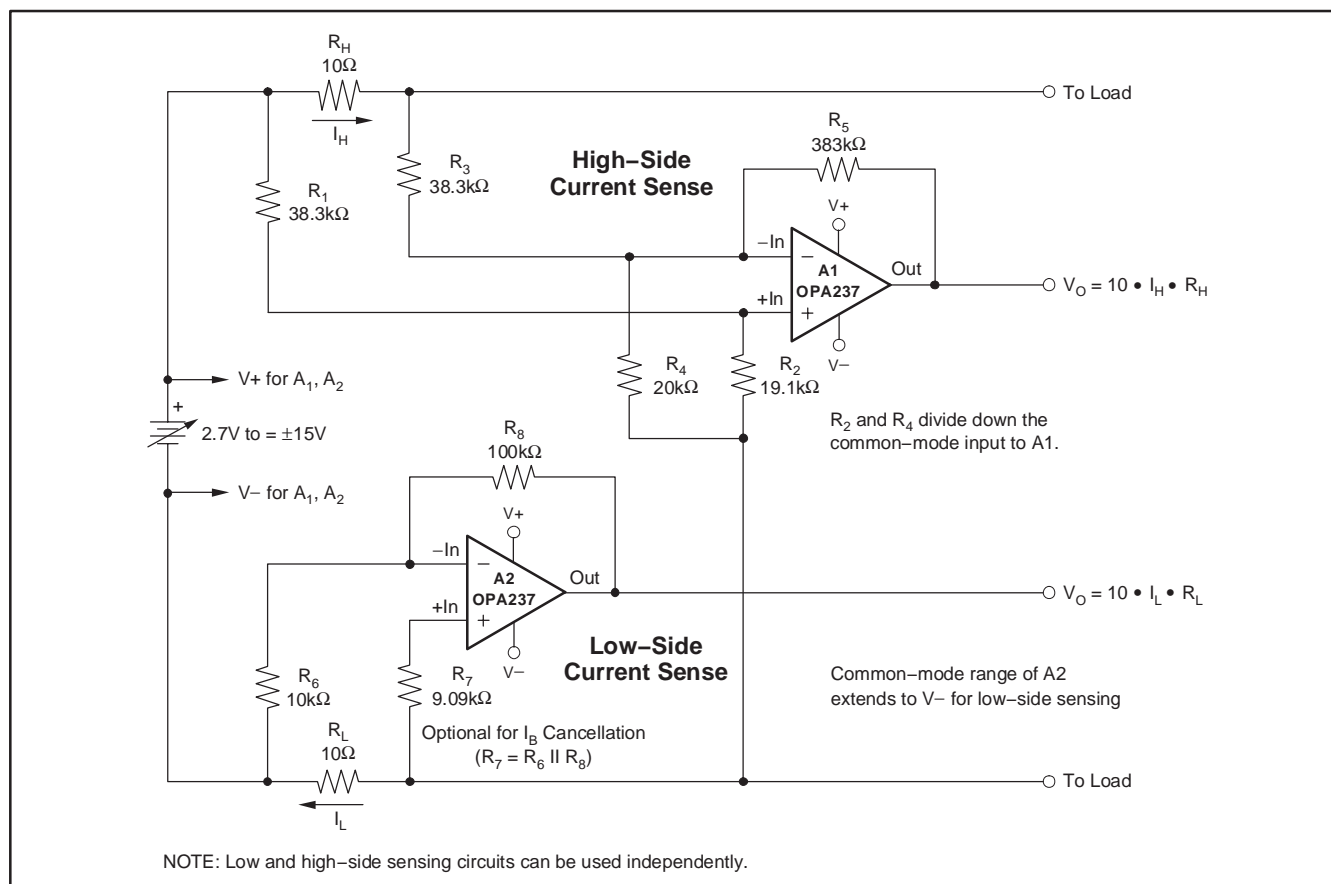 R_H
10Ω
I_H
To Load
R_5
383kΩ
R_3
38.3kΩ
High–Side
Current Sense
R_1
38.3kΩ
V+
–In
−
A1
OPA237
Out
+In
+
V–
V_O = 10 • I_H • R_H
R_4
20kΩ
R_2
19.1kΩ
V+ for A_1, A_2
+
2.7V to = ±15V
V– for A_1, A_2
R_2 and R_4 divide down the
common–mode input to A1.
R_8
100kΩ
V+
–In
−
A2
OPA237
Out
+In
+
V–
V_O = 10 • I_L • R_L
Low–Side
Current Sense
R_6
10kΩ
R_7
9.09kΩ
Common–mode range of A2
extends to V– for low–side sensing
R_L
10Ω
I_L
Optional for I_B Cancellation
(R_7 = R_6 II R_8)
To Load
NOTE: Low and high–side sensing circuits can be used independently.